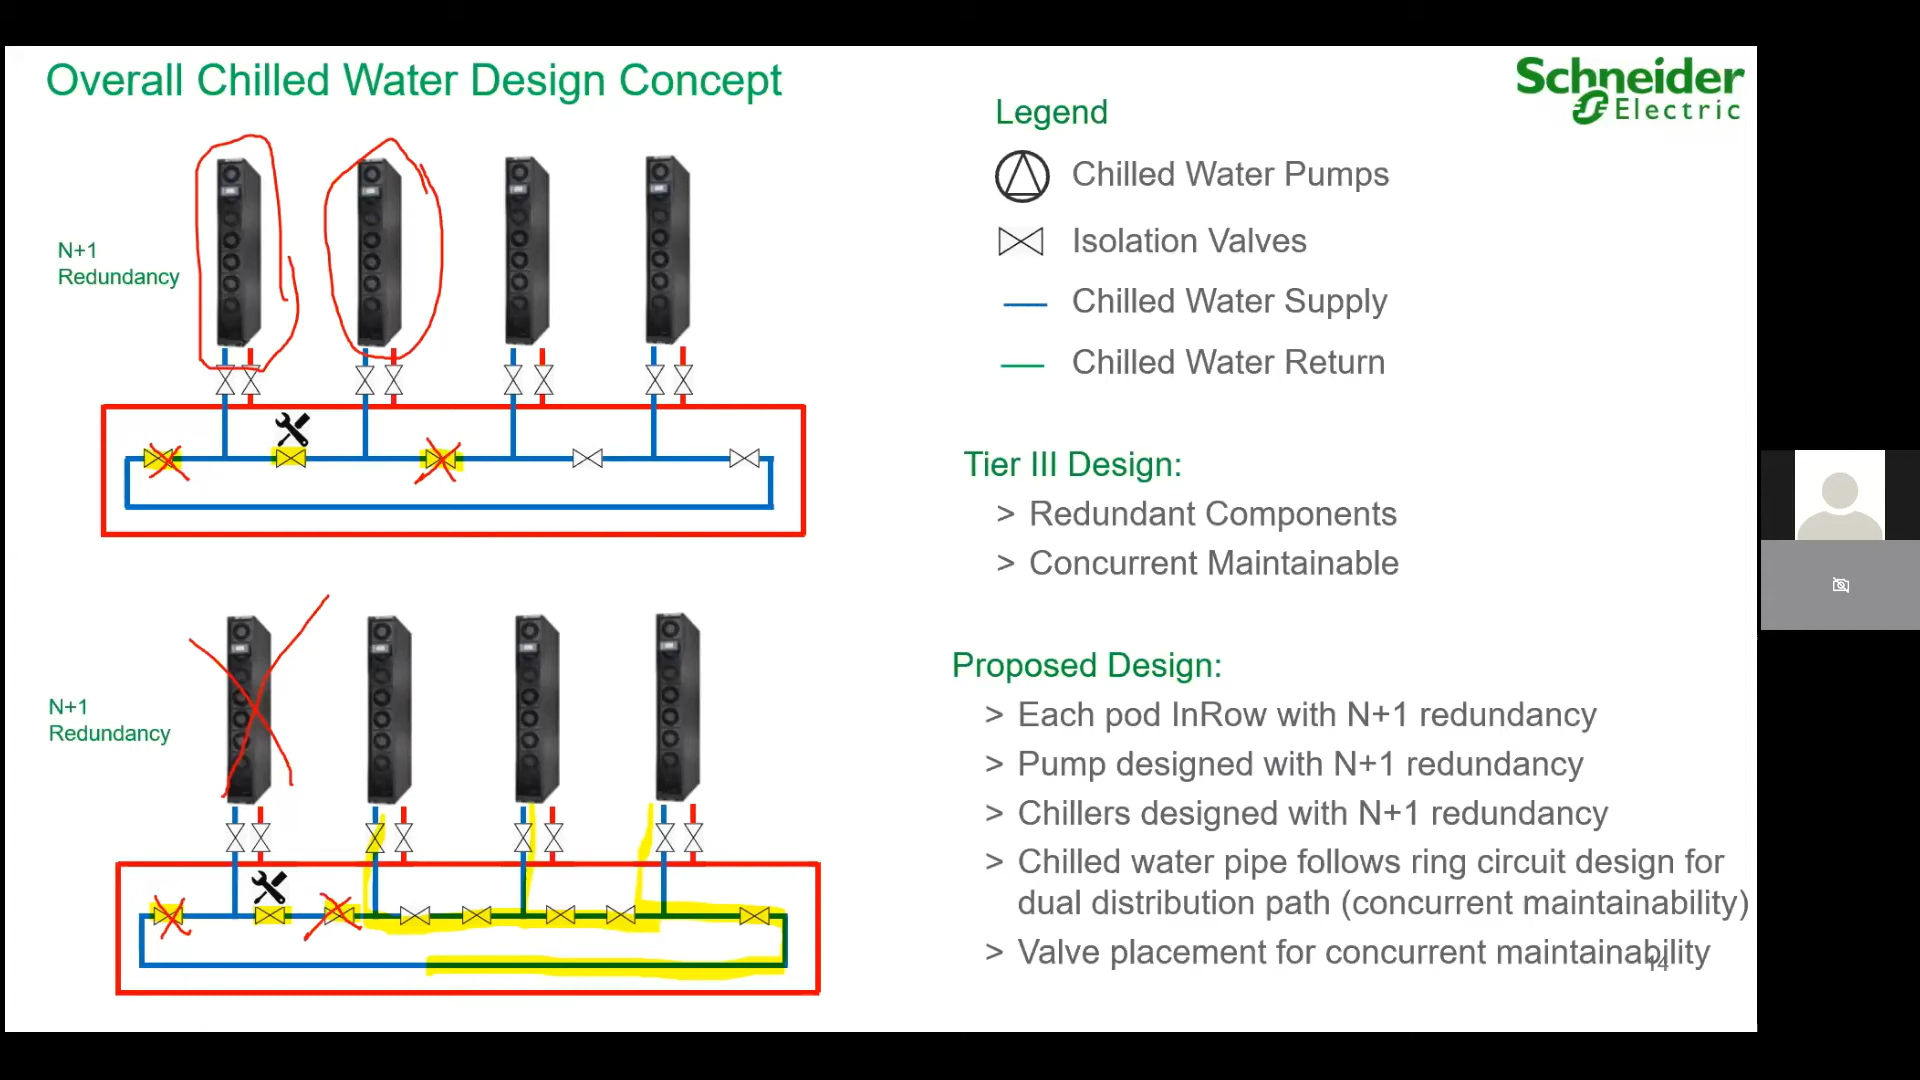 Overall Chilled Water Design Concept
Schneider
Electric
Legend
Chilled Water Pumps
Isolation Valves
Chilled Water Supply
Chilled Water Return
N+1
Redundancy
Tier III Design:
> Redundant Components
> Concurrent Maintainable
N+1
Redundancy
Proposed Design:
> Each pod InRow with N+1 redundancy
> Pump designed with N+1 redundancy
> Chillers designed with N+1 redundancy
> Chilled water pipe follows ring circuit design for
dual distribution path (concurrent maintainability)
> Valve placement for concurrent maintainability
14